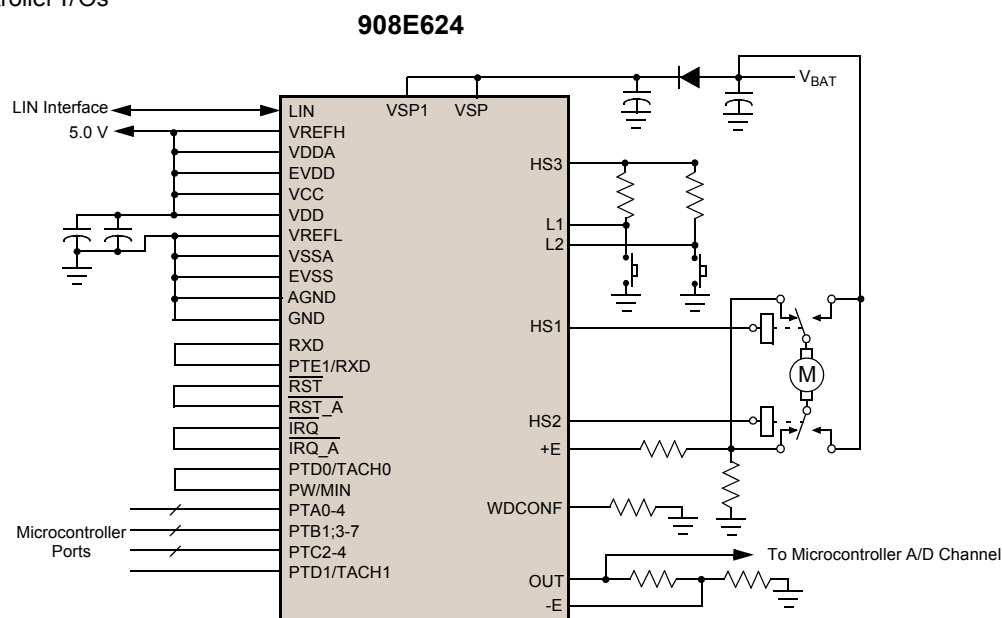 908E624
LIN Interface
5.0 V
LIN
VREFH
VDDA
EVDD
VCC
VDD
VREFL
VSSA
EVSS
AGND
GND
RXD
PTE1/RXD
RST
RST_A
IRQ
IRQ_A
PTD0/TACH0
PW/MIN
PTA0-4
PTB1;3-7
PTC2-4
PTD1/TACH1
Microcontroller
Ports
VSP1
VSP
VBAT
HS3
L1
L2
HS1
HS2
+E
WDCONF
OUT
-E
M
To Microcontroller A/D Channel